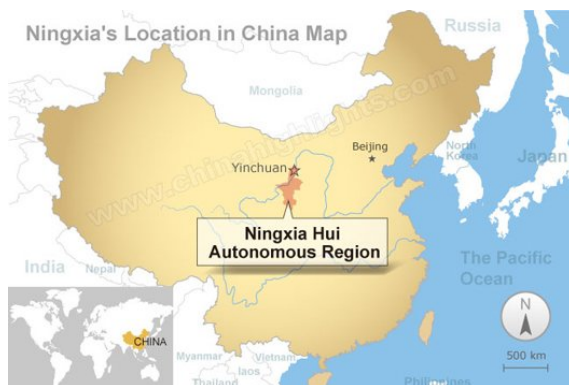 Ningxia's Location in China Map
Russia
Mongolia
www.chinahighlights.com
Beijing
Yinchuan
North
Korea
Japan
Ningxia Hui
Autonomous Region
India
Nepal
The Pacific
Ocean
CHINA
N
Myanmar
Vietnam
laos
Thailand
Philippines
500 km